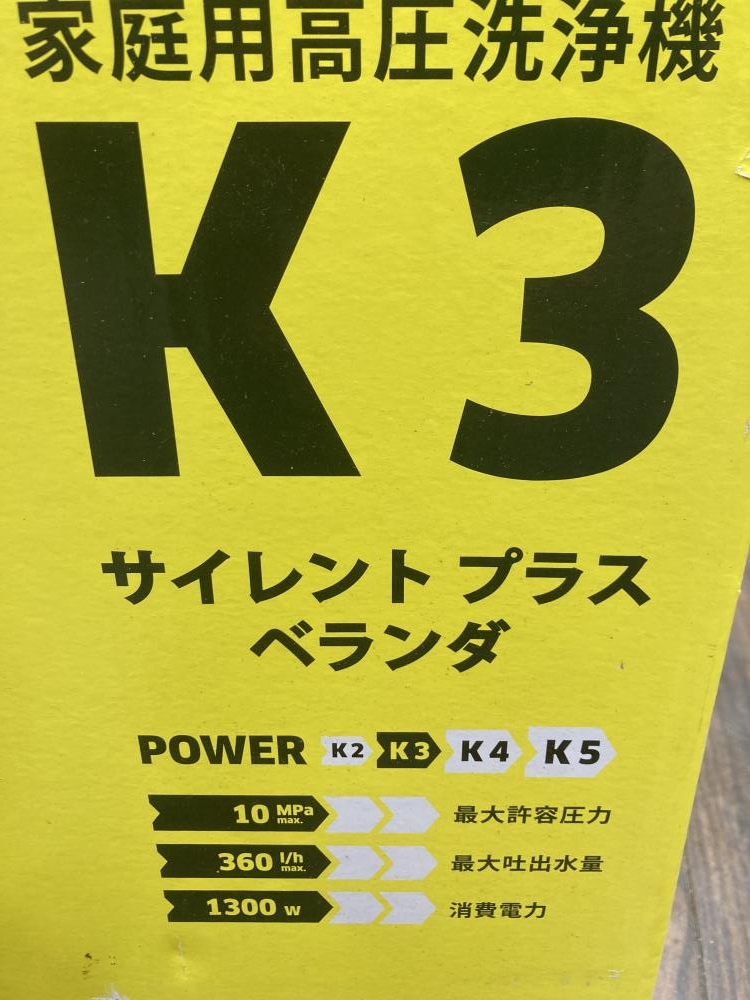 家庭用高圧洗浄機
K 3
サイレント プラス
ベランダ
POWER K2 K3 K4 K5
10 MPa max. 最大許容圧力
360 l/h max. 最大吐出水量
1300 W 消費電力